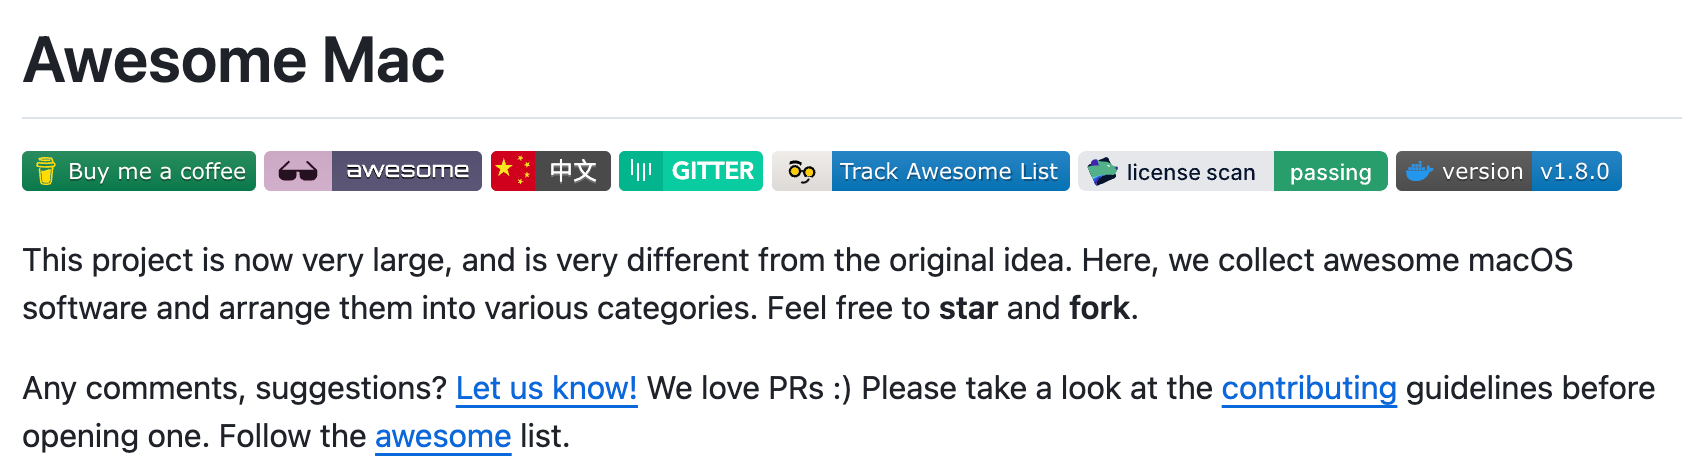 Awesome Mac
Buy me a coffee awesome 中文 GITTER Track Awesome List license scan passing version v1.8.0
This project is now very large, and is very different from the original idea. Here, we collect awesome macOS
software and arrange them into various categories. Feel free to star and fork.
Any comments, suggestions? Let us know! We love PRs :) Please take a look at the contributing guidelines before
opening one. Follow the awesome list.